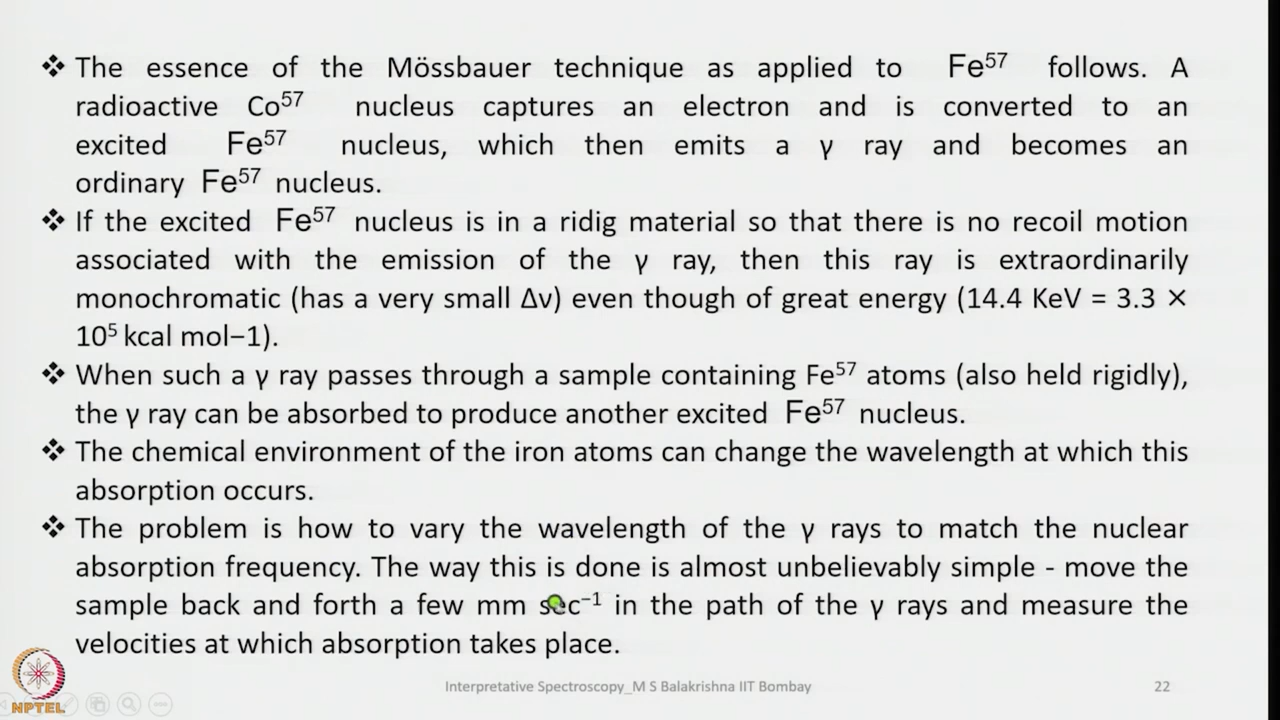 ❖ The essence of the Mössbauer technique as applied to Fe⁵⁷ follows. A
radioactive Co⁵⁷ nucleus captures an electron and is converted to an
excited Fe⁵⁷ nucleus, which then emits a γ ray and becomes an
ordinary Fe⁵⁷ nucleus.
❖ If the excited Fe⁵⁷ nucleus is in a ridig material so that there is no recoil motion
associated with the emission of the γ ray, then this ray is extraordinarily
monochromatic (has a very small Δν) even though of great energy (14.4 KeV = 3.3 ×
10⁵ kcal mol−1).
❖ When such a γ ray passes through a sample containing Fe⁵⁷ atoms (also held rigidly),
the γ ray can be absorbed to produce another excited Fe⁵⁷ nucleus.
❖ The chemical environment of the iron atoms can change the wavelength at which this
absorption occurs.
❖ The problem is how to vary the wavelength of the γ rays to match the nuclear
absorption frequency. The way this is done is almost unbelievably simple - move the
sample back and forth a few mm sec⁻¹ in the path of the γ rays and measure the
velocities at which absorption takes place.
Interpretative Spectroscopy_M S Balakrishna IIT Bombay
22
NPTEL